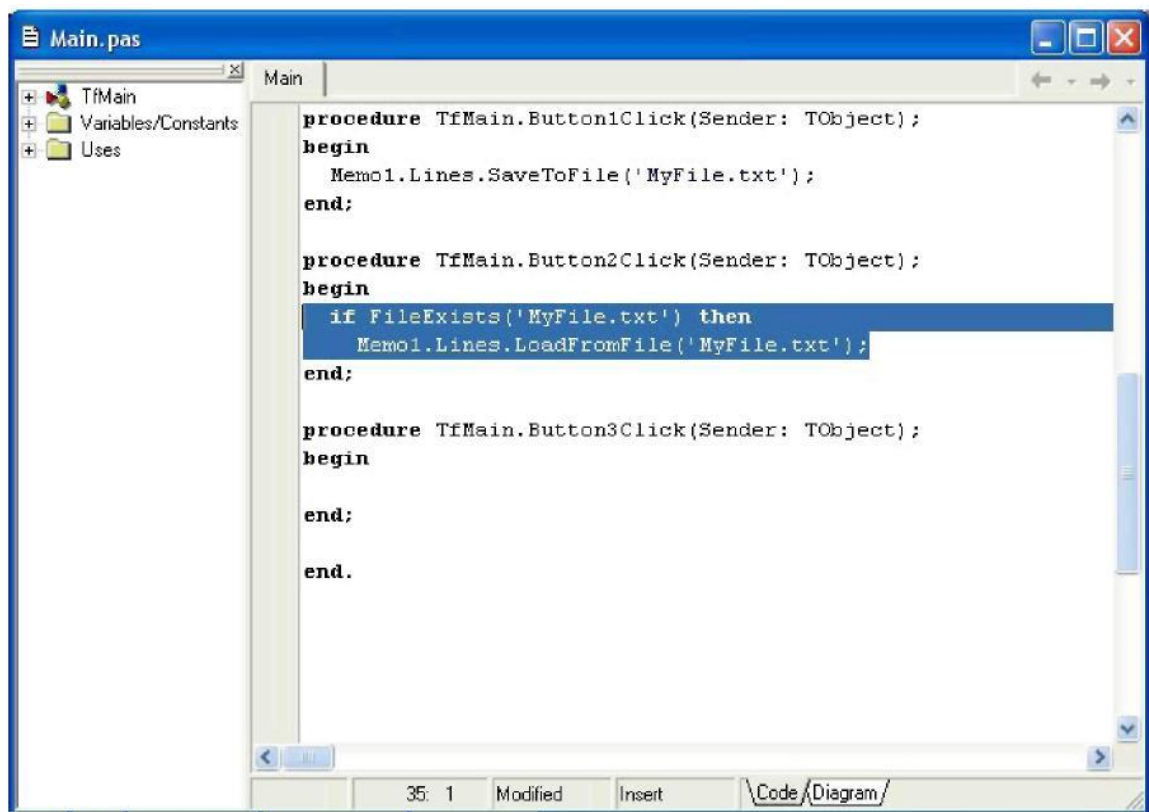 Main.pas
TfMain
Variables/Constants
Uses
Main
procedure TfMain.Button1Click(Sender: TObject);
begin
Memo1.Lines.SaveToFile('MyFile.txt');
end;
procedure TfMain.Button2Click(Sender: TObject);
begin
if FileExists('MyFile.txt') then
Memo1.Lines.LoadFromFile('MyFile.txt');
end;
procedure TfMain.Button3Click(Sender: TObject);
begin
end;
end.
35: 1 Modified Insert Code Diagram